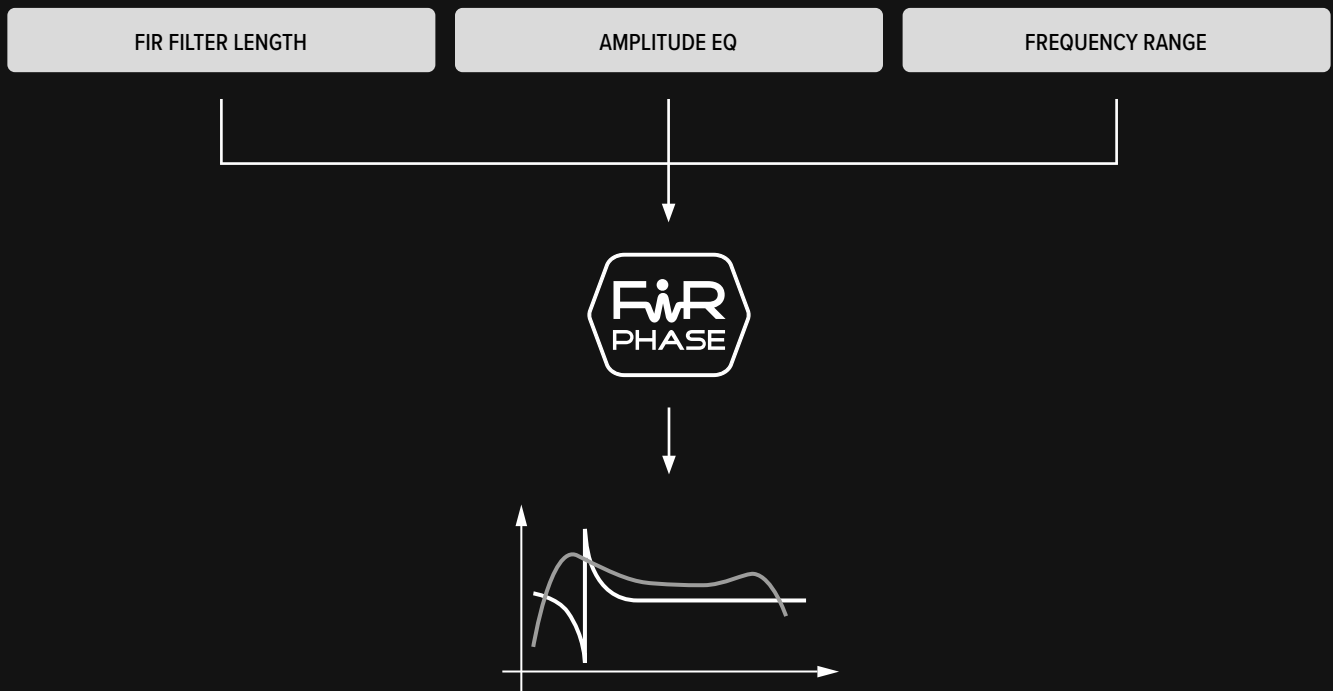 FIR FILTER LENGTH
AMPLITUDE EQ
FREQUENCY RANGE
FiR
PHASE